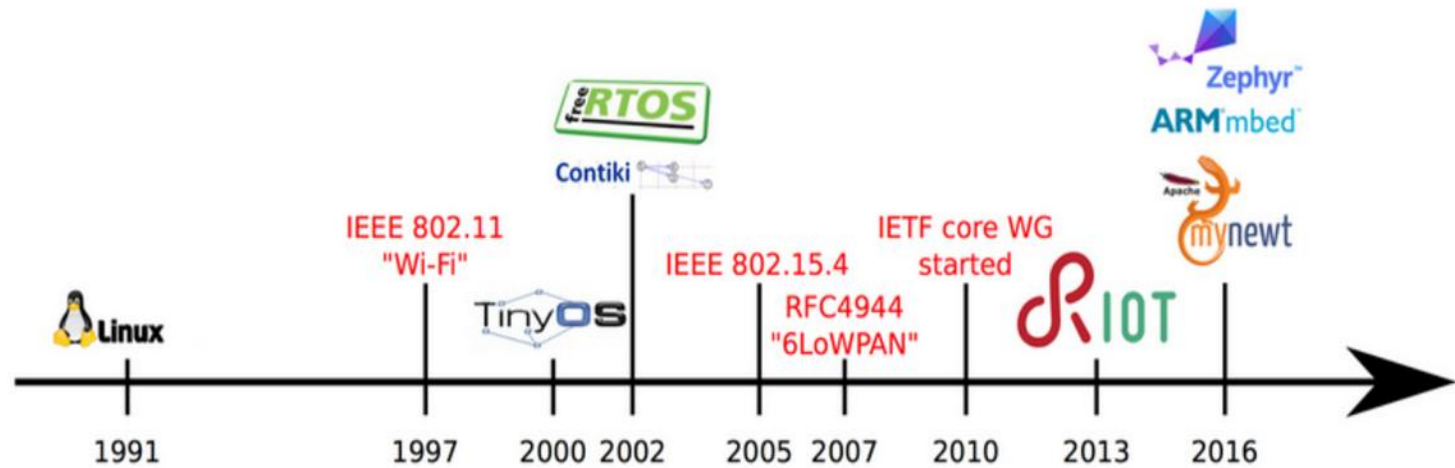 Zephyr™
ARM®mbed™
free RTOS
Contiki
Apache
mynewt
IEEE 802.11
"Wi-Fi"
IETF core WG
started
IEEE 802.15.4
RFC4944
"6LoWPAN"
Linux
TinyOS
RIOT
1991
1997
2000
2002
2005
2007
2010
2013
2016